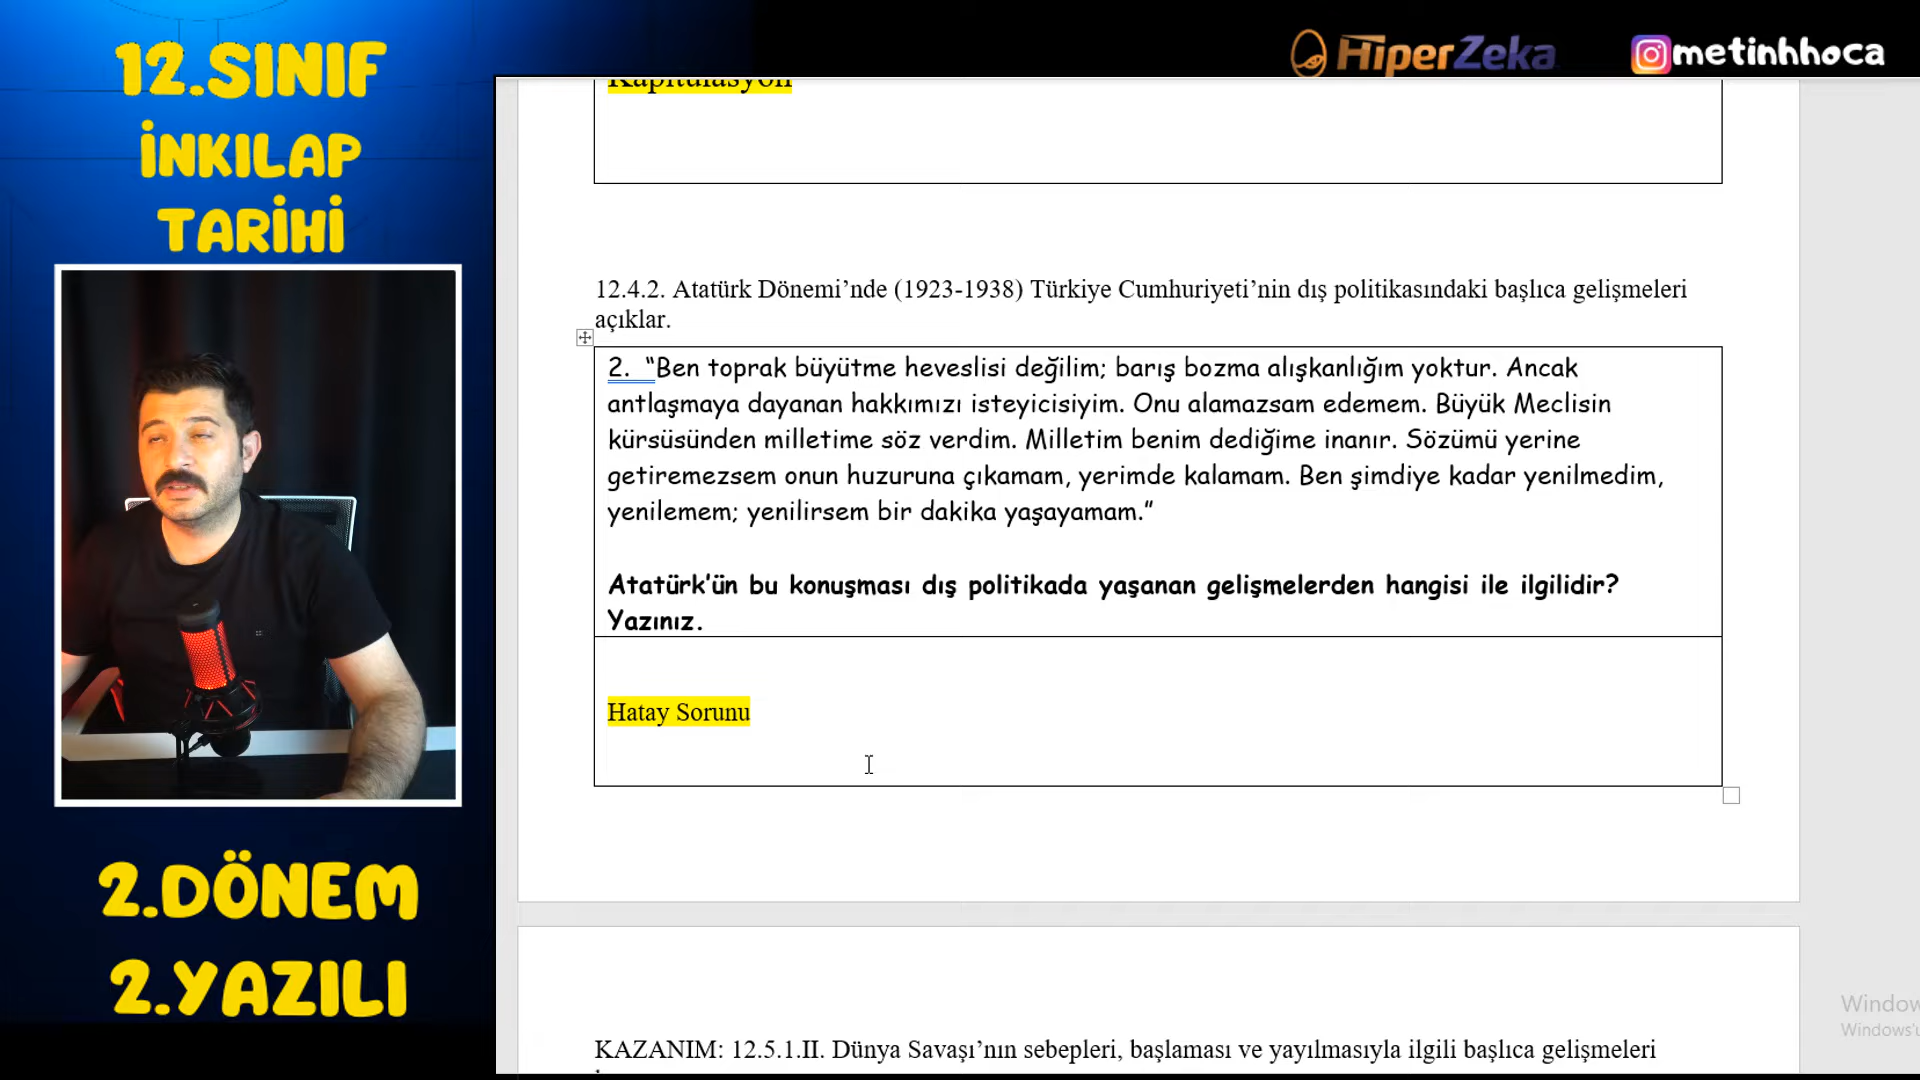 12.SINIF
İNKILAP
TARİHİ
2.DÖNEM
2.YAZILI
HiperZeka
metinhhoca
Kapitülasyon
12.4.2. Atatürk Dönemi’nde (1923-1938) Türkiye Cumhuriyeti’nin dış politikasındaki başlıca gelişmeleri
açıklar.
2. “Ben toprak büyütme heveslisi değilim; barış bozma alışkanlığım yoktur. Ancak
antlaşmaya dayanan hakkımızı isteyicisiyim. Onu alamazsam edemem. Büyük Meclisin
kürsüsünden milletime söz verdim. Milletim benim dediğime inanır. Sözümü yerine
getiremezsem onun huzuruna çıkamam, yerimde kalamam. Ben şimdiye kadar yenilmedim,
yenilemem; yenilirsem bir dakika yaşayamam.”
Atatürk’ün bu konuşması dış politikada yaşanan gelişmelerden hangisi ile ilgilidir?
Yazınız.
Hatay Sorunu
KAZANIM: 12.5.1.II. Dünya Savaşı’nın sebepleri, başlaması ve yayılmasıyla ilgili başlıca gelişmeleri